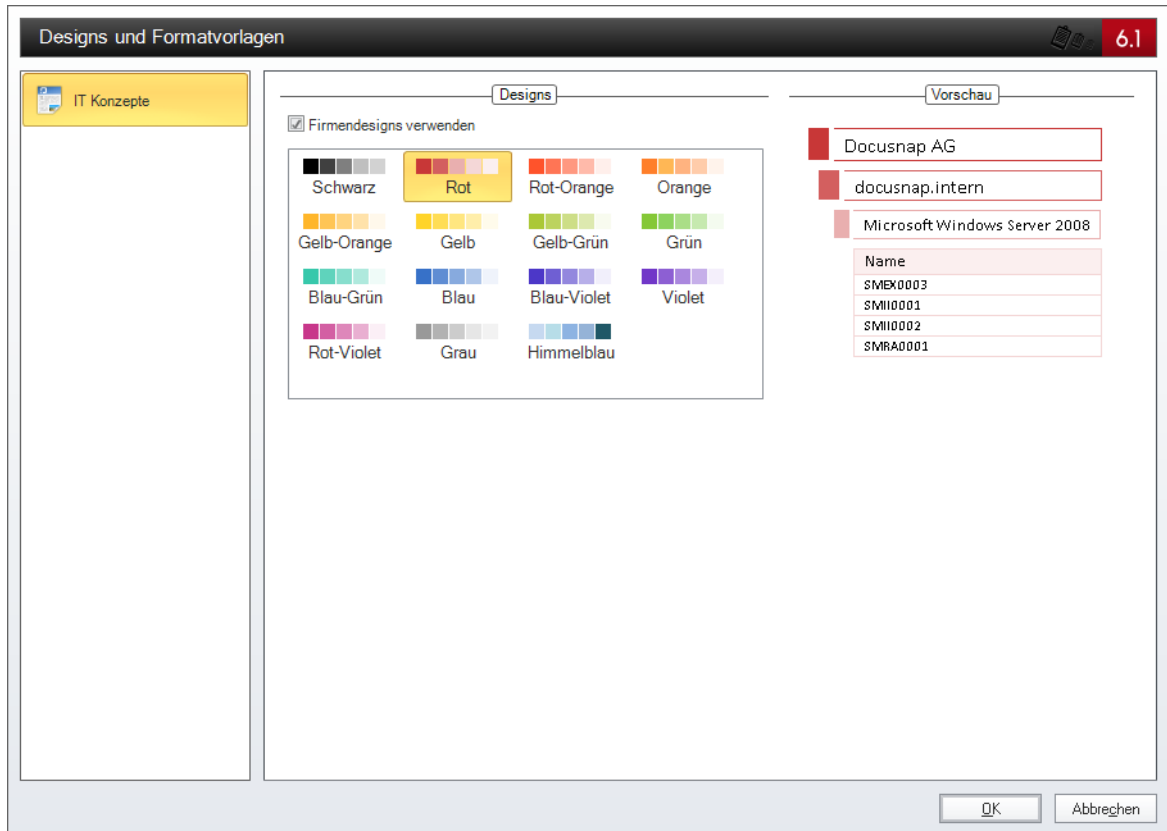 Designs und Formatvorlagen
6.1
IT Konzepte
Designs
Firmendesigns verwenden
Schwarz Rot Rot-Orange Orange
Gelb-Orange Gelb Gelb-Grün Grün
Blau-Grün Blau Blau-Violet Violet
Rot-Violet Grau Himmelblau
Vorschau
Docusnap AG
docusnap.intern
Microsoft Windows Server 2008
Name
SMEX0003
SMII0001
SMII0002
SMRA0001
OK Abbrechen